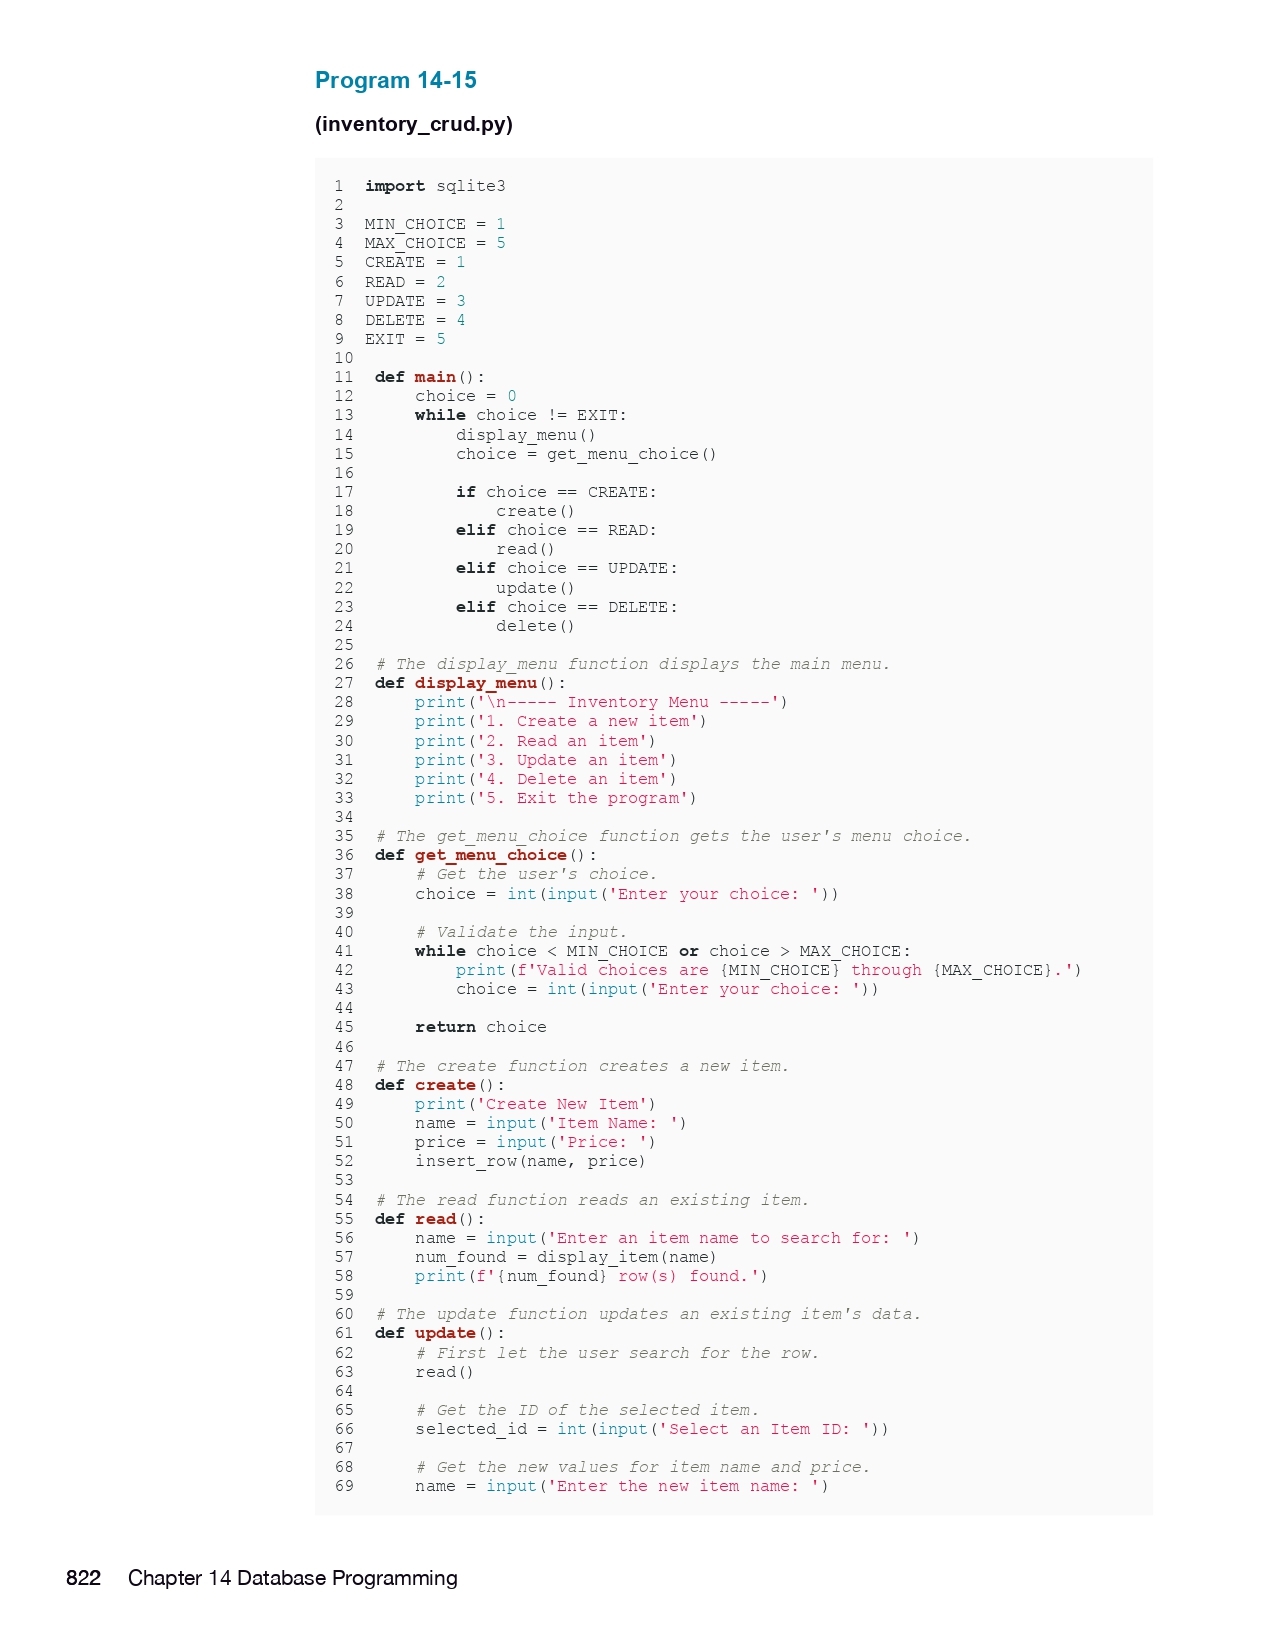 Program 14-15
(inventory_crud.py)
1  import sqlite3
2
3  MIN_CHOICE = 1
4  MAX_CHOICE = 5
5  CREATE = 1
6  READ = 2
7  UPDATE = 3
8  DELETE = 4
9  EXIT = 5
10
11  def main():
12      choice = 0
13      while choice != EXIT:
14          display_menu()
15          choice = get_menu_choice()
16
17          if choice == CREATE:
18              create()
19          elif choice == READ:
20              read()
21          elif choice == UPDATE:
22              update()
23          elif choice == DELETE:
24              delete()
25
26  # The display_menu function displays the main menu.
27  def display_menu():
28      print('\n----- Inventory Menu -----')
29      print('1. Create a new item')
30      print('2. Read an item')
31      print('3. Update an item')
32      print('4. Delete an item')
33      print('5. Exit the program')
34
35  # The get_menu_choice function gets the user's menu choice.
36  def get_menu_choice():
37      # Get the user's choice.
38      choice = int(input('Enter your choice: '))
39
40      # Validate the input.
41      while choice < MIN_CHOICE or choice > MAX_CHOICE:
42          print(f'Valid choices are {MIN_CHOICE} through {MAX_CHOICE}.')
43          choice = int(input('Enter your choice: '))
44
45      return choice
46
47  # The create function creates a new item.
48  def create():
49      print('Create New Item')
50      name = input('Item Name: ')
51      price = input('Price: ')
52      insert_row(name, price)
53
54  # The read function reads an existing item.
55  def read():
56      name = input('Enter an item name to search for: ')
57      num_found = display_item(name)
58      print(f'{num_found} row(s) found.')
59
60  # The update function updates an existing item's data.
61  def update():
62      # First let the user search for the row.
63      read()
64
65      # Get the ID of the selected item.
66      selected_id = int(input('Select an Item ID: '))
67
68      # Get the new values for item name and price.
69      name = input('Enter the new item name: ')
822 Chapter 14 Database Programming